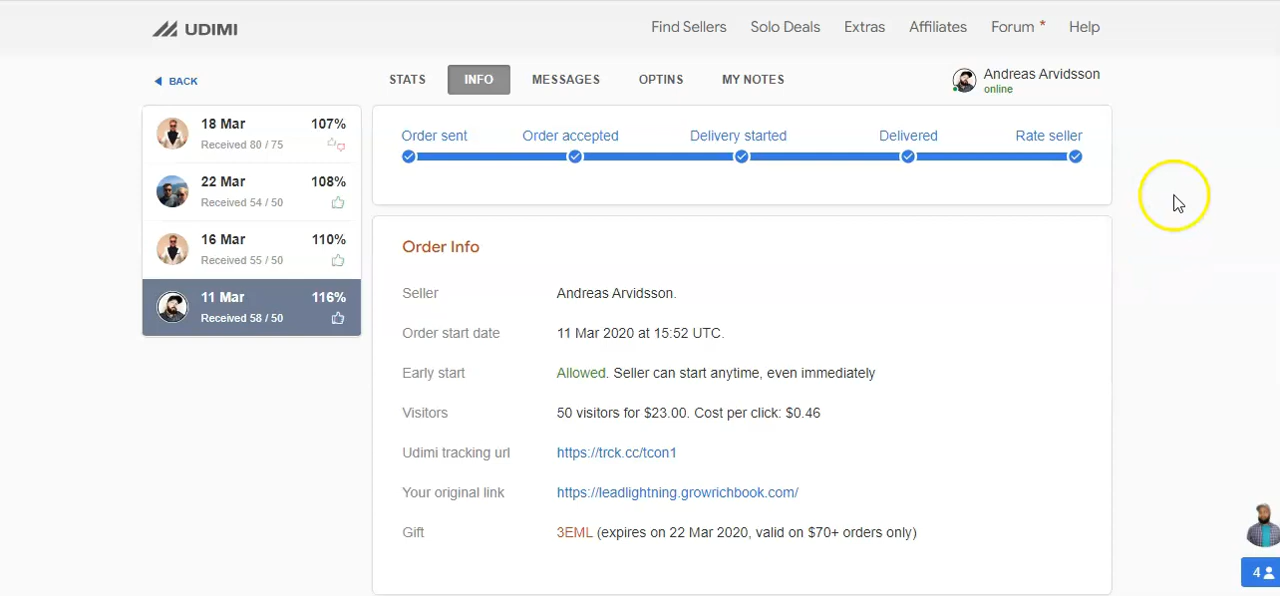 UDIMI
Find Sellers Solo Deals Extras Affiliates Forum * Help
BACK
STATS INFO MESSAGES OPTINS MY NOTES
Andreas Arvidsson
online
18 Mar 107%
Received 80 / 75
22 Mar 108%
Received 54 / 50
16 Mar 110%
Received 55 / 50
11 Mar 116%
Received 58 / 50
Order sent Order accepted Delivery started Delivered Rate seller
Order Info
Seller Andreas Arvidsson.
Order start date 11 Mar 2020 at 15:52 UTC.
Early start Allowed. Seller can start anytime, even immediately
Visitors 50 visitors for $23.00. Cost per click: $0.46
Udimi tracking url https://trck.cc/tcon1
Your original link https://leadlightning.growrichbook.com/
Gift 3EML (expires on 22 Mar 2020, valid on $70+ orders only)
4